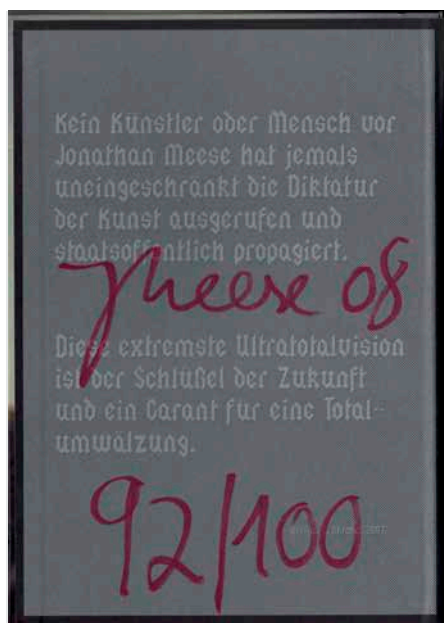 Kein Künstler oder Mensch vor
Jonathan Meese hat jemals
uneingeschränkt die Diktatur
der Kunst ausgerufen und
staatsöffentlich propagiert.
JMeese 08
Diese extremste Ultratotalvision
ist der Schlüßel der Zukunft
und ein Garant für eine Total-
umwälzung.
92/100